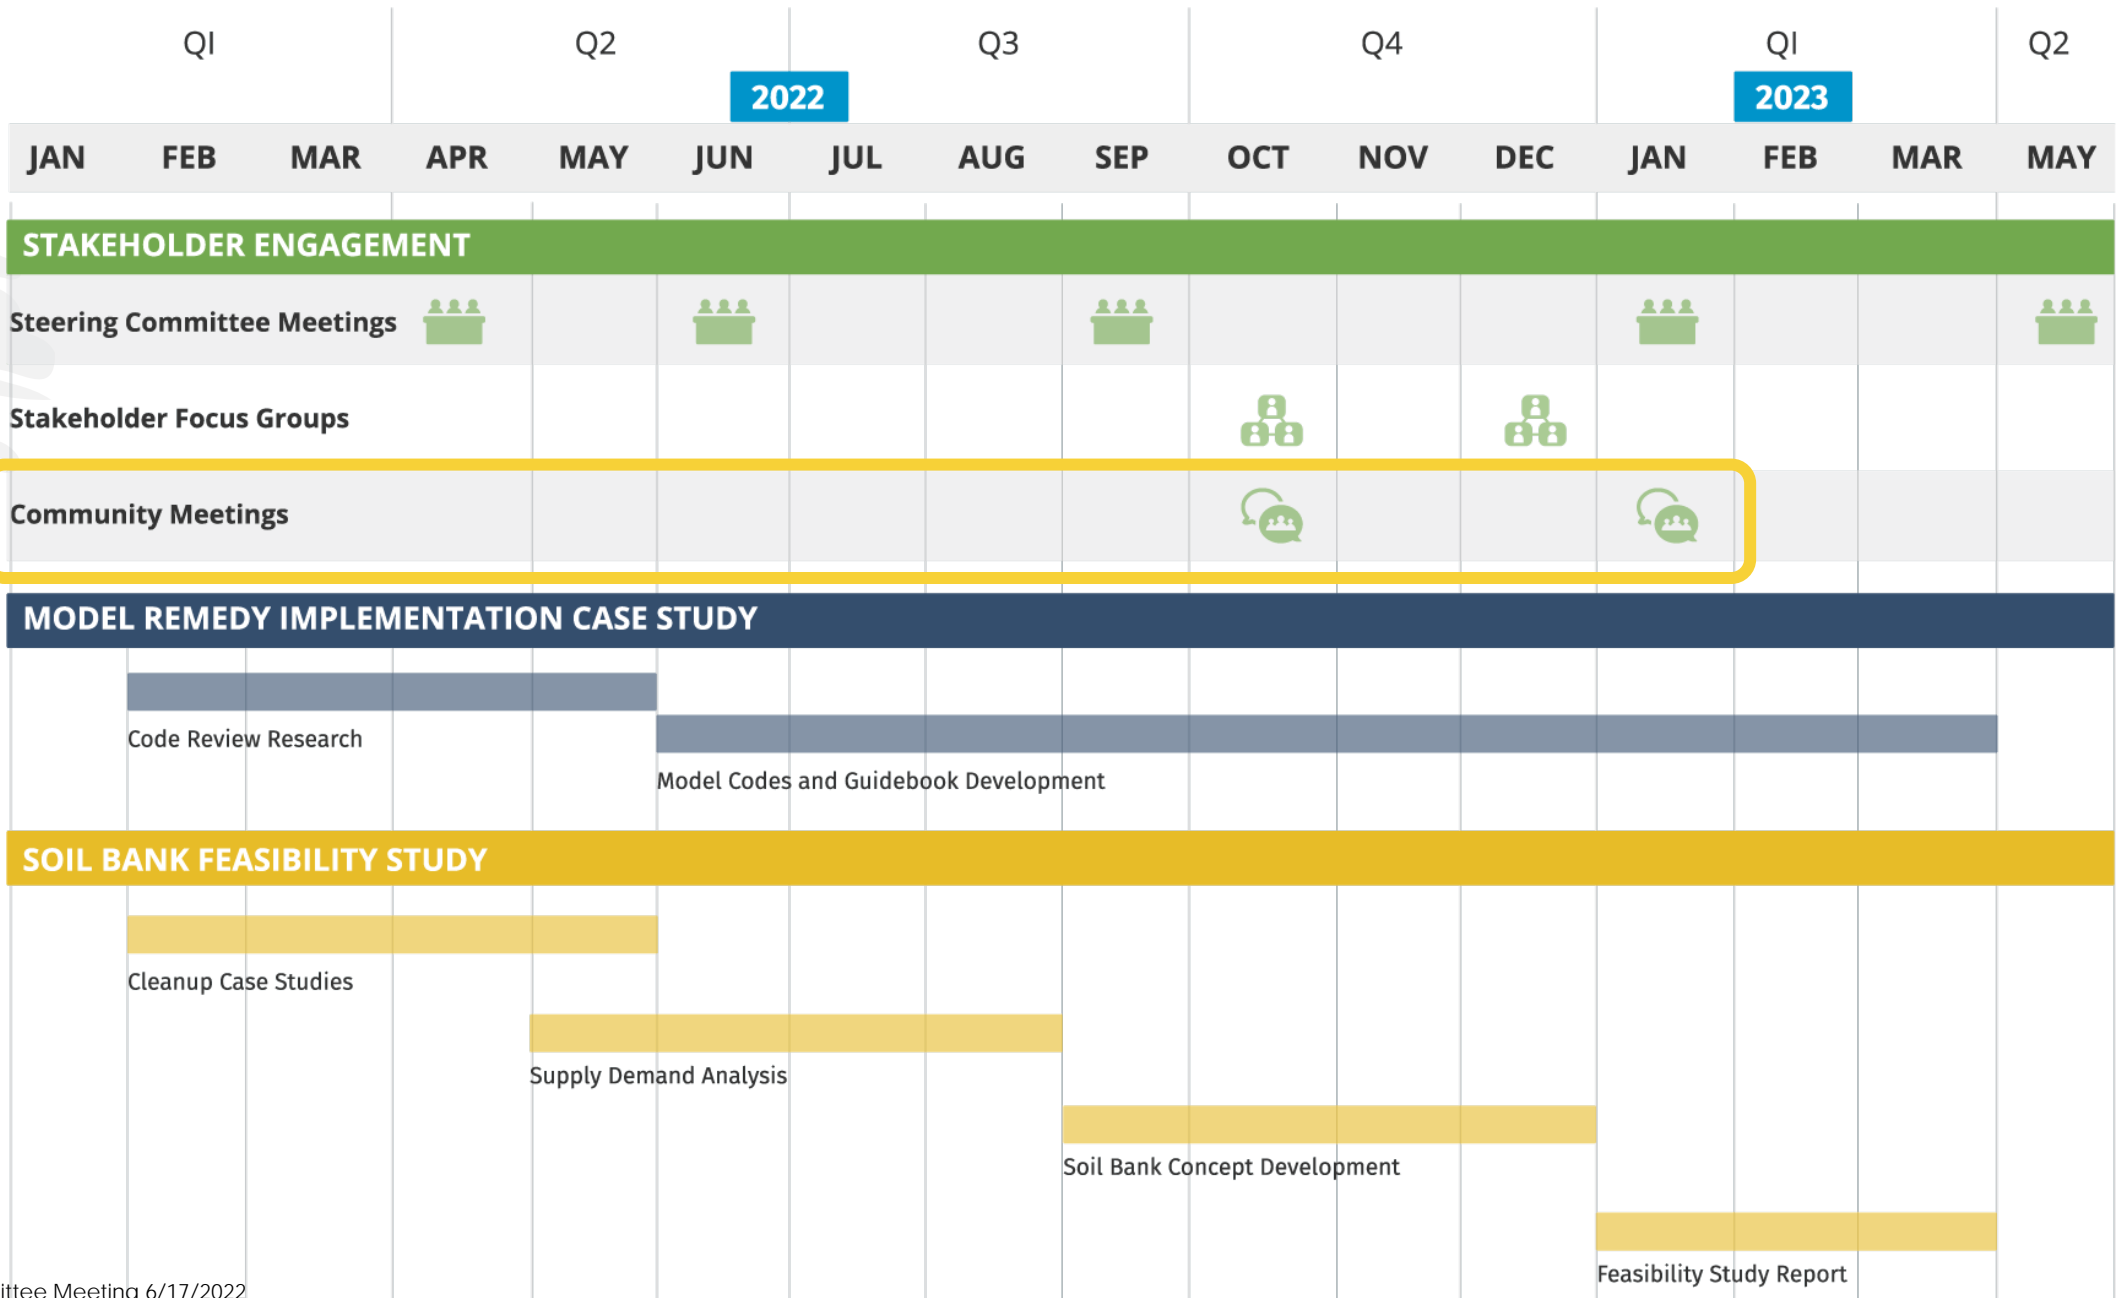 Q1 Q2 Q3 Q4 Q1 Q2
2022 2023
JAN FEB MAR APR MAY JUN JUL AUG SEP OCT NOV DEC JAN FEB MAR MAY
STAKEHOLDER ENGAGEMENT
Steering Committee Meetings
Stakeholder Focus Groups
Community Meetings
MODEL REMEDY IMPLEMENTATION CASE STUDY
Code Review Research
Model Codes and Guidebook Development
SOIL BANK FEASIBILITY STUDY
Cleanup Case Studies
Supply Demand Analysis
Soil Bank Concept Development
Feasibility Study Report
ittee Meeting 6/17/2022